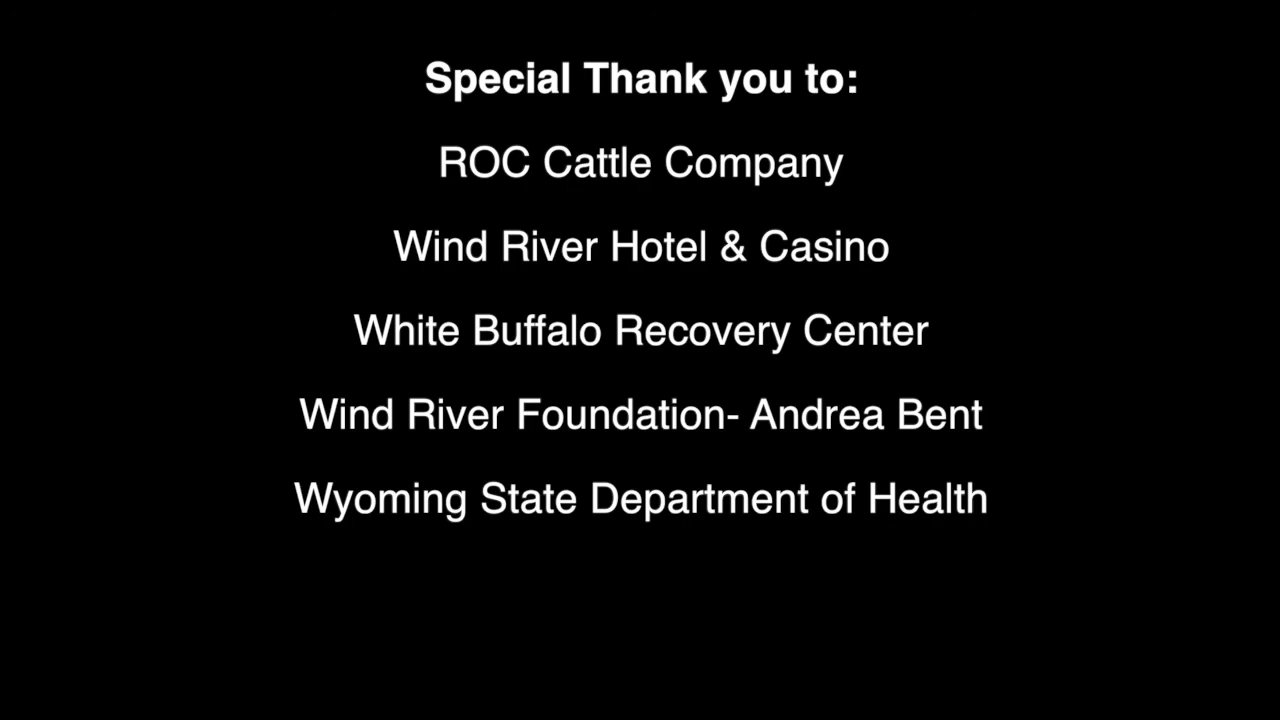 Special Thank you to:
ROC Cattle Company
Wind River Hotel & Casino
White Buffalo Recovery Center
Wind River Foundation- Andrea Bent
Wyoming State Department of Health